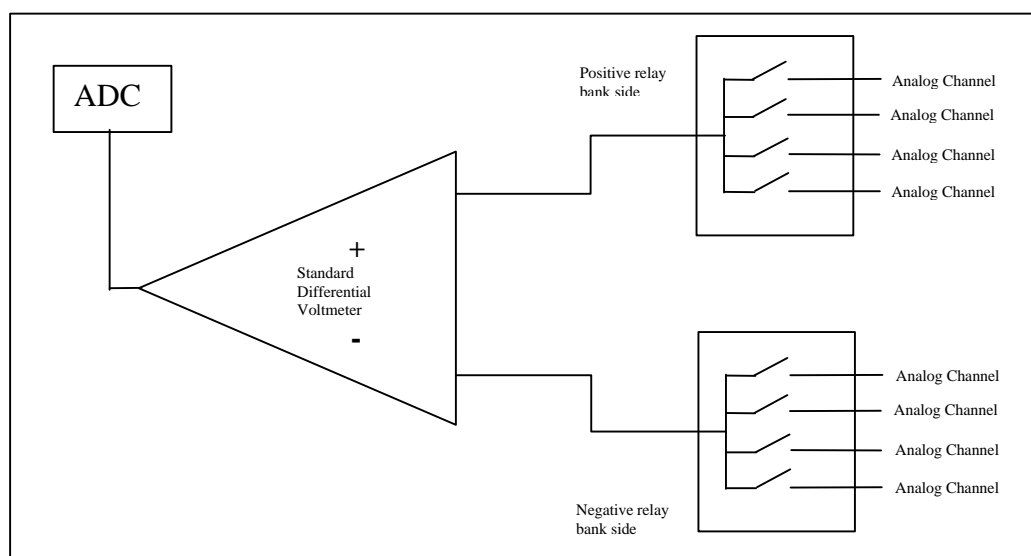 ADC
Positive relay
bank side
Analog Channel
Analog Channel
Analog Channel
Analog Channel
+
Standard
Differential
Voltmeter
-
Analog Channel
Analog Channel
Analog Channel
Analog Channel
Negative relay
bank side